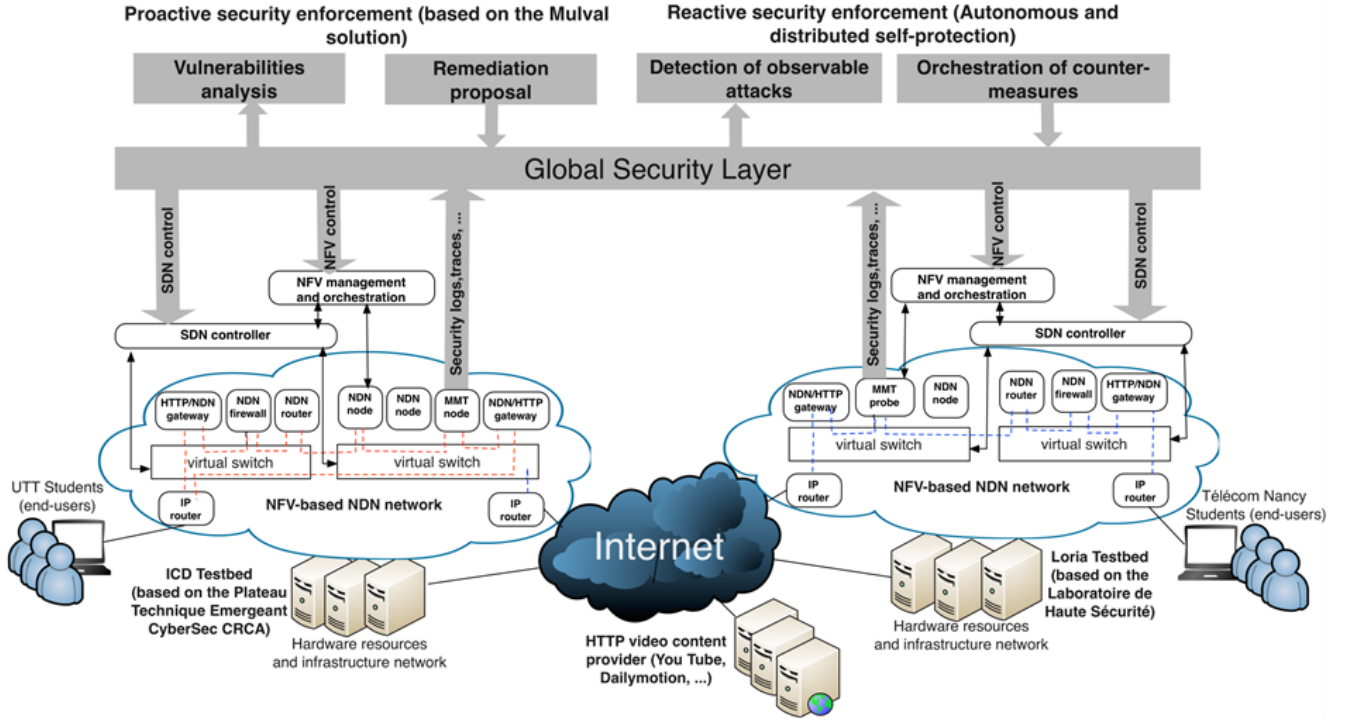 Proactive security enforcement (based on the Mulval
solution)
Reactive security enforcement (Autonomous and
distributed self-protection)
Vulnerabilities
analysis
Remediation
proposal
Detection of observable
attacks
Orchestration of counter-
measures
Global Security Layer
SDN control
NFV control
Security logs,traces, ...
Security logs,traces, ...
NFV control
SDN control
NFV management
and orchestration
SDN controller
NFV management
and orchestration
SDN controller
HTTP/NDN
gateway
NDN
firewall
NDN
router
NDN
node
NDN
node
MMT
node
NDN/HTTP
gateway
virtual switch
virtual switch
IP
router
NFV-based NDN network
IP
router
NDN/HTTP
gateway
MMT
probe
NDN
node
NDN
router
NDN
firewall
HTTP/NDN
gateway
virtual switch
virtual switch
IP
router
NFV-based NDN network
IP
router
UTT Students
(end-users)
Télécom Nancy
Students (end-users)
Internet
ICD Testbed
(based on the Plateau
Technique Emergeant
CyberSec CRCA)
Hardware resources
and infrastructure network
HTTP video content
provider (You Tube,
Dailymotion, ...)
Loria Testbed
(based on the
Laboratoire de
Haute Sécurité)
Hardware resources
and infrastructure network